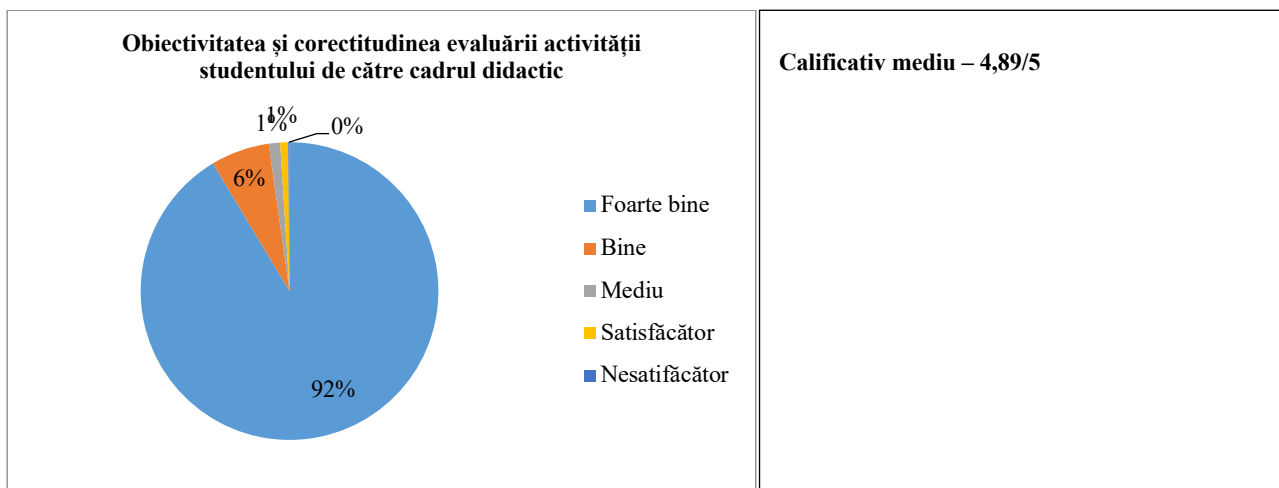 Obiectivitatea și corectitudinea evaluării activității
studentului de către cadrul didactic
1%
1%
0%
6%
92%
Foarte bine
Bine
Mediu
Satisfăcător
Nesatifăcător
Calificativ mediu – 4,89/5